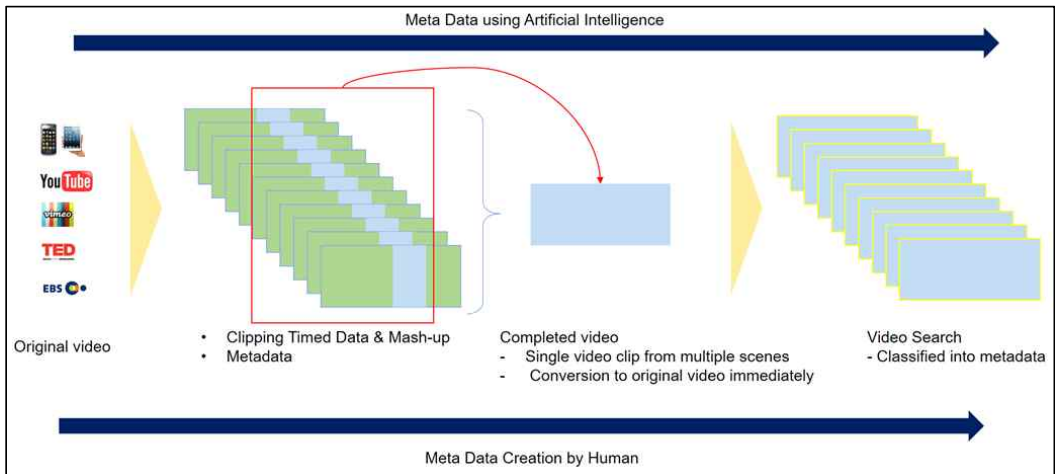 Meta Data using Artificial Intelligence
YouTube
vimeo
TED
EBS
Original video
• Clipping Timed Data & Mash-up
• Metadata
Completed video
- Single video clip from multiple scenes
- Conversion to original video immediately
Video Search
- Classified into metadata
Meta Data Creation by Human